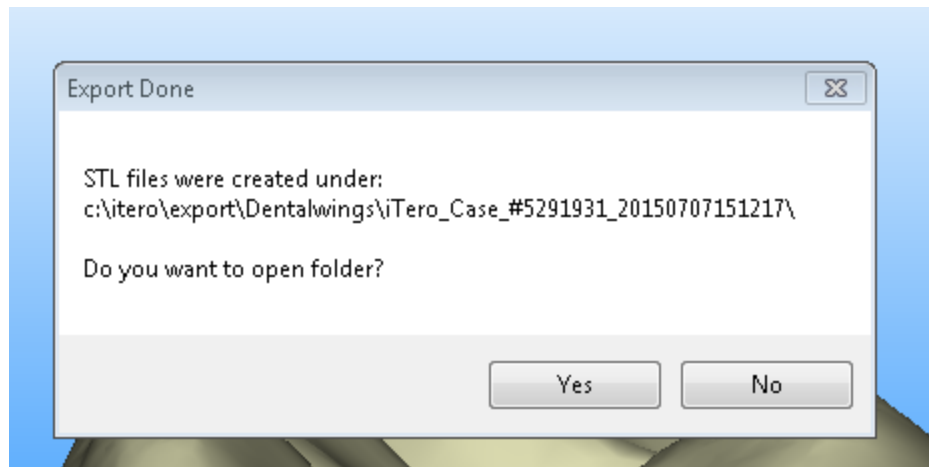 Export Done
STL files were created under:
c:\itero\export\Dentalwings\iTero_Case_#5291931_20150707151217\
Do you want to open folder?
Yes
No